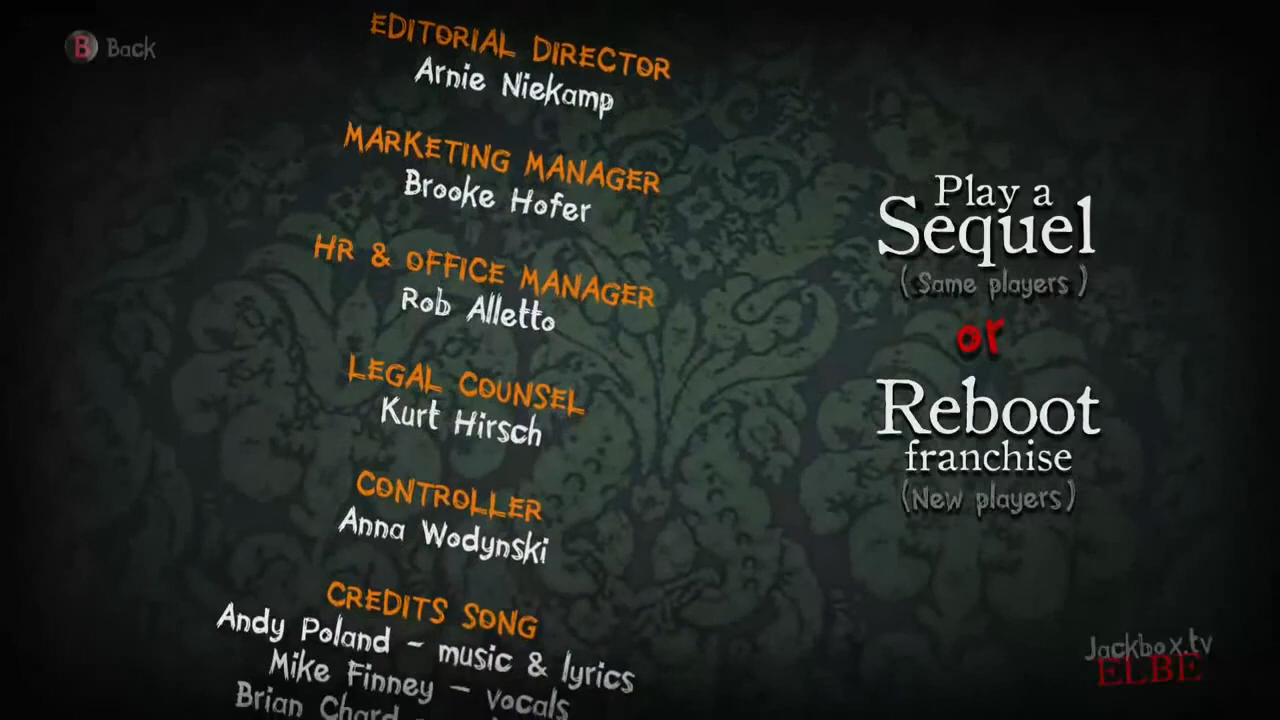 B Back
EDITORIAL DIRECTOR
Arnie Niekamp
MARKETING MANAGER
Brooke Hofer
HR & OFFICE MANAGER
Rob Alletto
LEGAL COUNSEL
Kurt Hirsch
CONTROLLER
Anna Wodynski
CREDITS SONG
Andy Poland - music & lyrics
Mike Finney - vocals
Brian Chard
Play a
Sequel
(Same players)
or
Reboot
franchise
(New players)
Jackbox.tv
ELBE